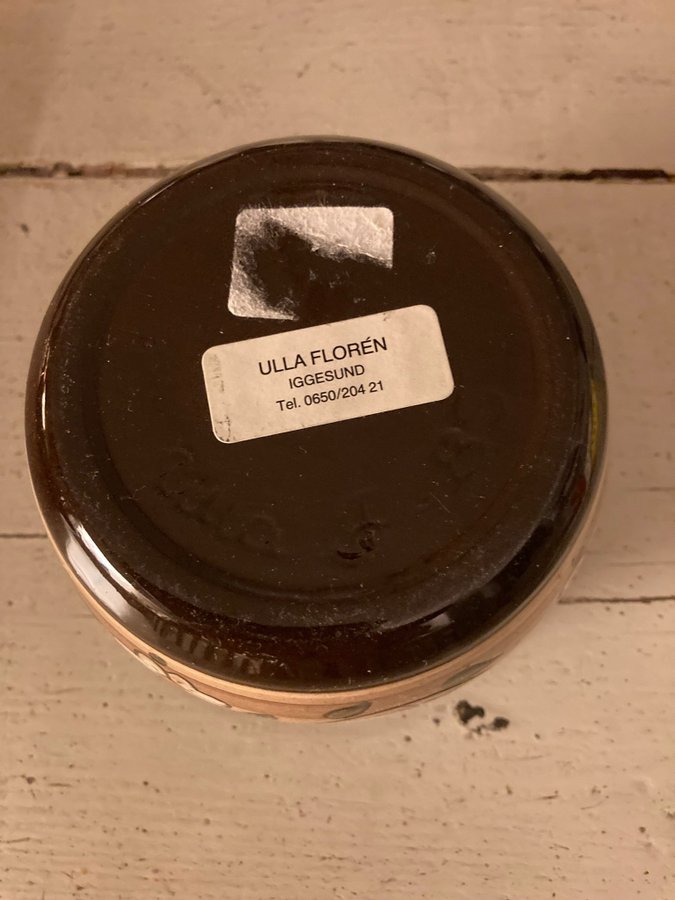 ULLA FLORÉN
IGGESUND
Tel. 0650/204 21